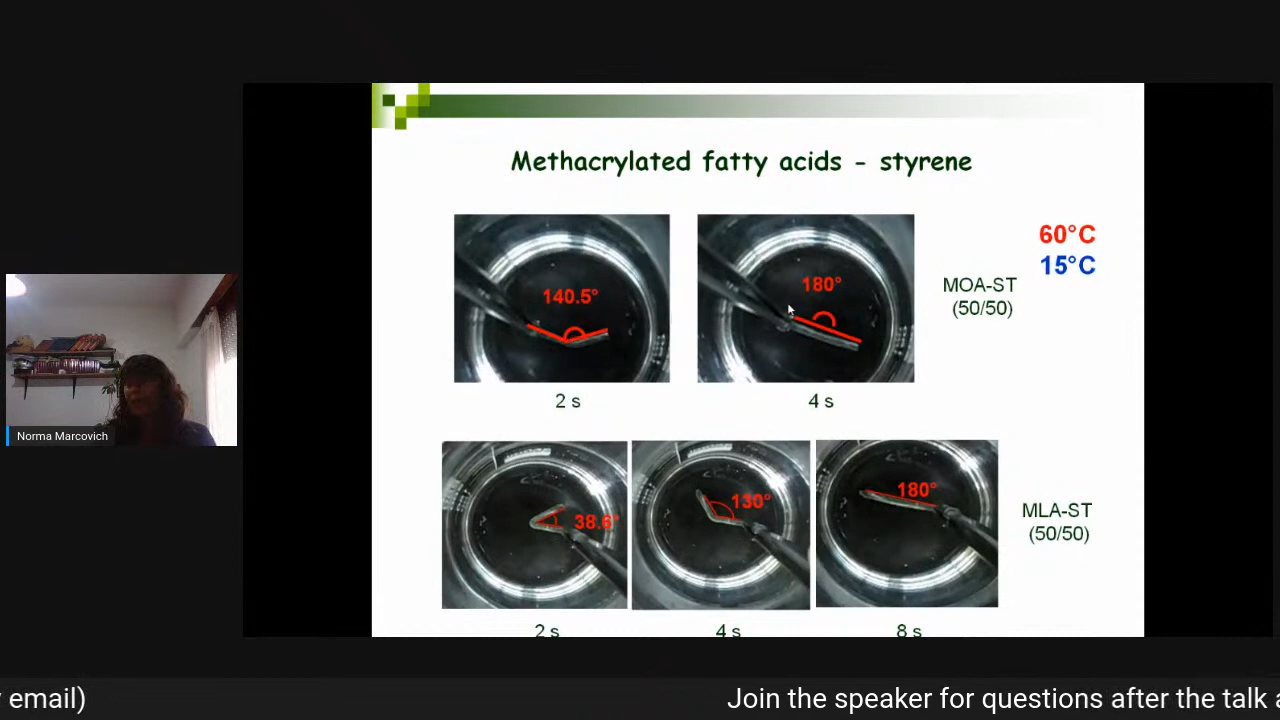 Methacrylated fatty acids - styrene
60°C
15°C
140.5°
180°
MOA-ST
(50/50)
2 s
4 s
38.6°
130°
180°
MLA-ST
(50/50)
2 s
4 s
8 s
Norma Marcovich
email)
Join the speaker for questions after the talk